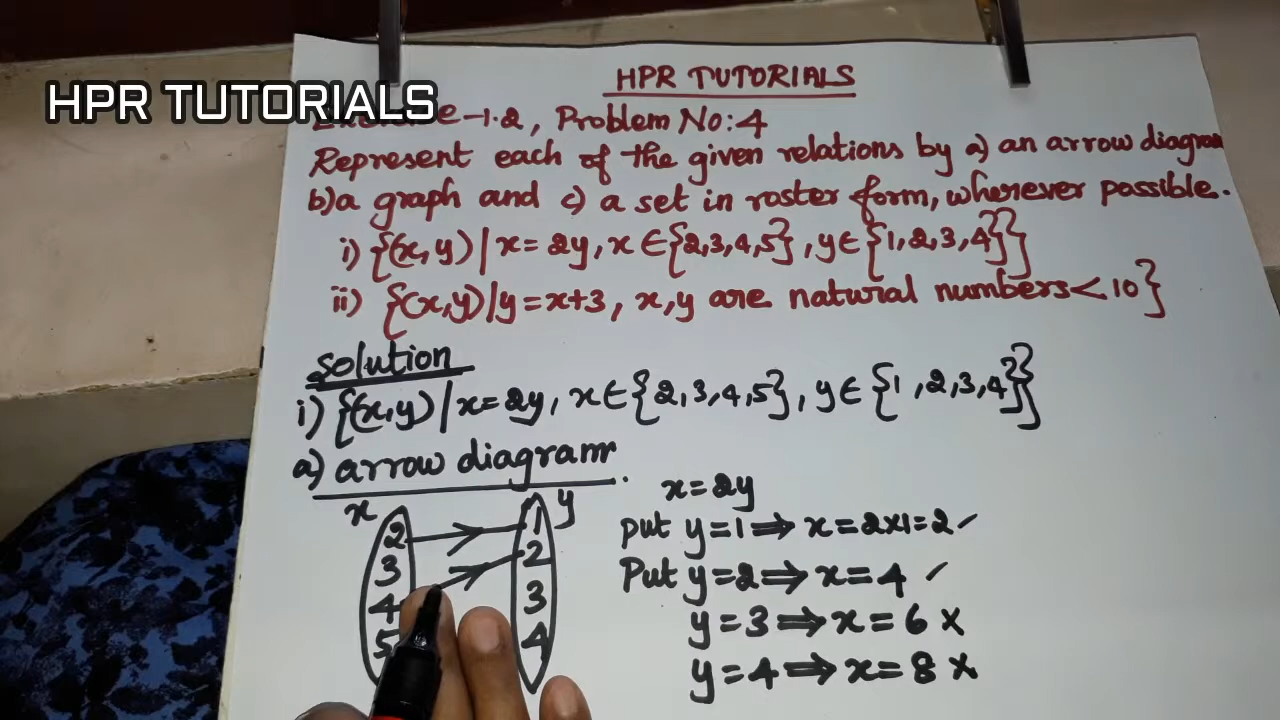 HPR TUTORIALS
HPR TUTORIALS
Exercise-1.2, Problem No:4
Represent each of the given relations by a) an arrow diagram
b) a graph and c) a set in roster form, wherever possible.
i) {(x,y)|x=2y, x∈{2,3,4,5}, y∈{1,2,3,4}}
ii) {(x,y)|y=x+3, x,y are natural numbers<10}
solution
i) {(x,y)|x=2y, x∈{2,3,4,5}, y∈{1,2,3,4}}
a) arrow diagram
x y
2 1
3 2
4 3
5 4
x=2y
put y=1⇒x=2×1=2✓
Put y=2⇒x=4 ✓
y=3⇒x=6 ×
y=4⇒x=8 ×